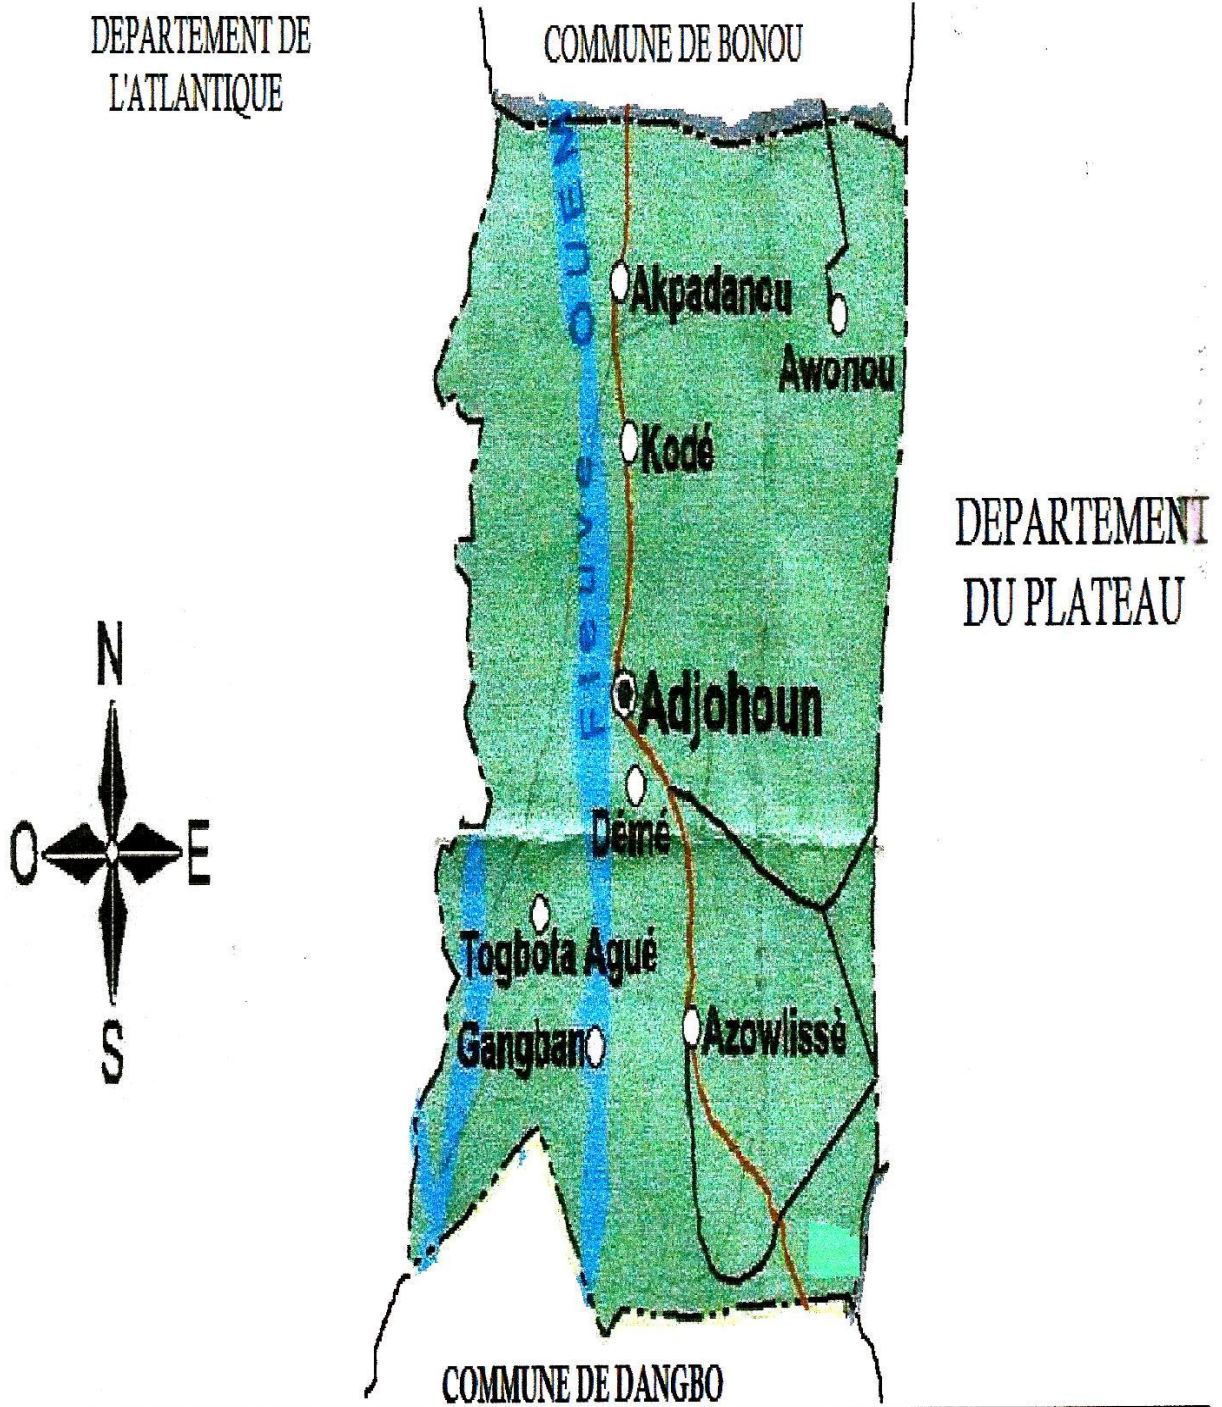 DEPARTEMENT DE
L'ATLANTIQUE
COMMUNE DE BONOU
Fleuve OUEM
Akpadanou
Awonou
Kodé
DEPARTEMENT
DU PLATEAU
N
Adjohoun
Démé
O
E
Togbota Agué
S
Gangban
Azowlissè
COMMUNE DE DANGBO